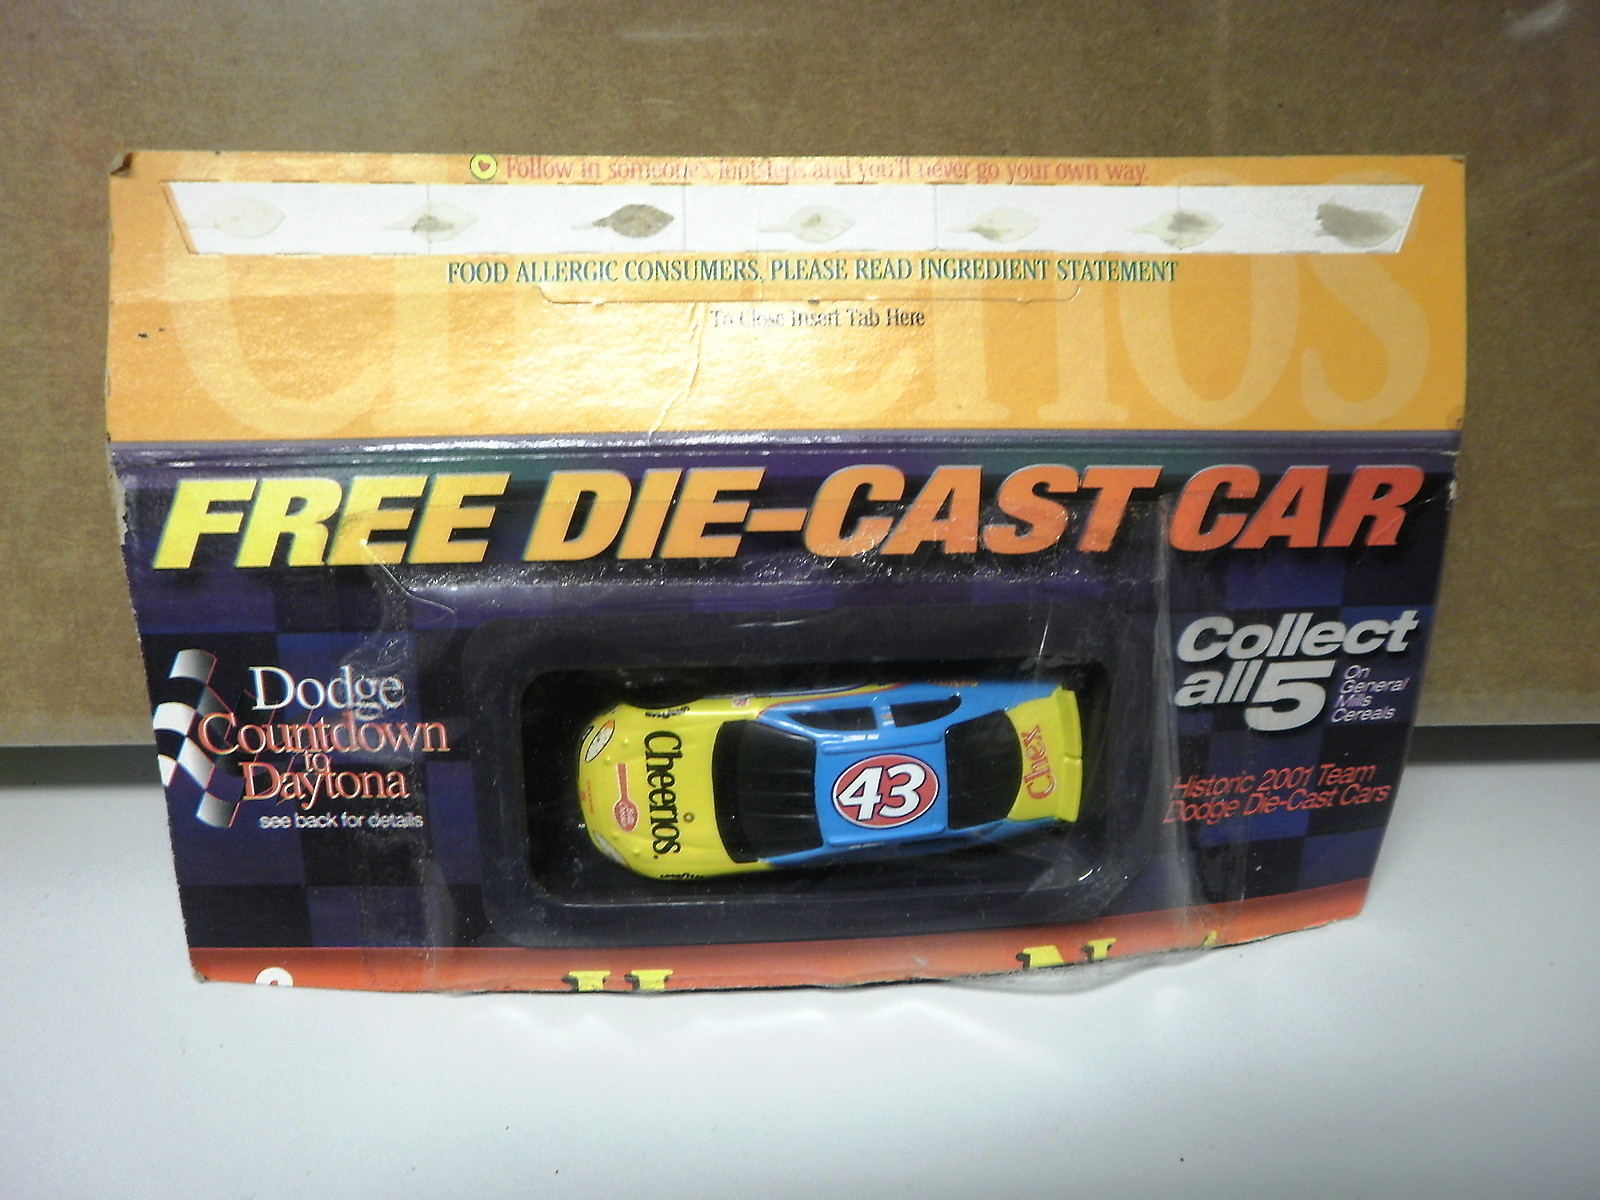 Follow in someone's footsteps and you'll never go your own way.
FOOD ALLERGIC CONSUMERS, PLEASE READ INGREDIENT STATEMENT
To Close Insert Tab Here
Cheerios
FREE DIE-CAST CAR
Dodge
Countdown
to
Daytona
see back for details
Collect
all 5
On
General
Mills
Cereals
Historic 2001 Team
Dodge Die-Cast Cars
Cheerios
43
Chex